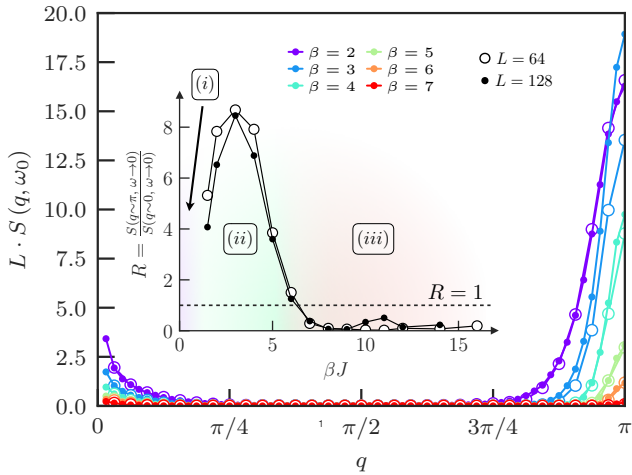 20.0
17.5
15.0
12.5
10.0
7.5
5.0
2.5
0.0
L · S (q, ω₀)
0
π/4
π/2
3π/4
π
q
1
β = 2
β = 3
β = 4
β = 5
β = 6
β = 7
L = 64
L = 128
(i)
(ii)
(iii)
R = 1
R = S(q∼π, ω→0) / S(q∼0, ω→0)
8
6
4
2
0
0
5
10
15
βJ